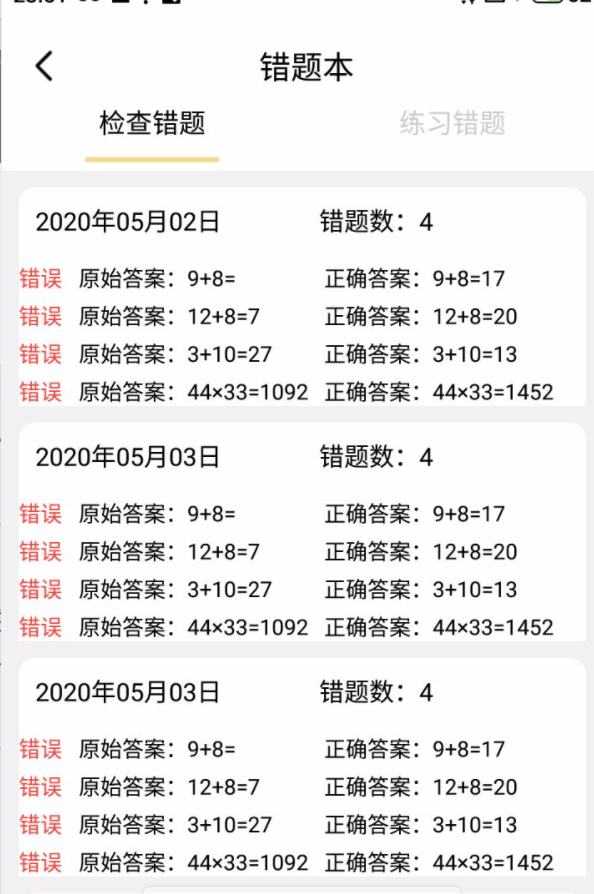 错题本
检查错题 练习错题
2020年05月02日 错题数：4
错误 原始答案：9+8= 正确答案：9+8=17
错误 原始答案：12+8=7 正确答案：12+8=20
错误 原始答案：3+10=27 正确答案：3+10=13
错误 原始答案：44×33=1092 正确答案：44×33=1452
2020年05月03日 错题数：4
错误 原始答案：9+8= 正确答案：9+8=17
错误 原始答案：12+8=7 正确答案：12+8=20
错误 原始答案：3+10=27 正确答案：3+10=13
错误 原始答案：44×33=1092 正确答案：44×33=1452
2020年05月03日 错题数：4
错误 原始答案：9+8= 正确答案：9+8=17
错误 原始答案：12+8=7 正确答案：12+8=20
错误 原始答案：3+10=27 正确答案：3+10=13
错误 原始答案：44×33=1092 正确答案：44×33=1452